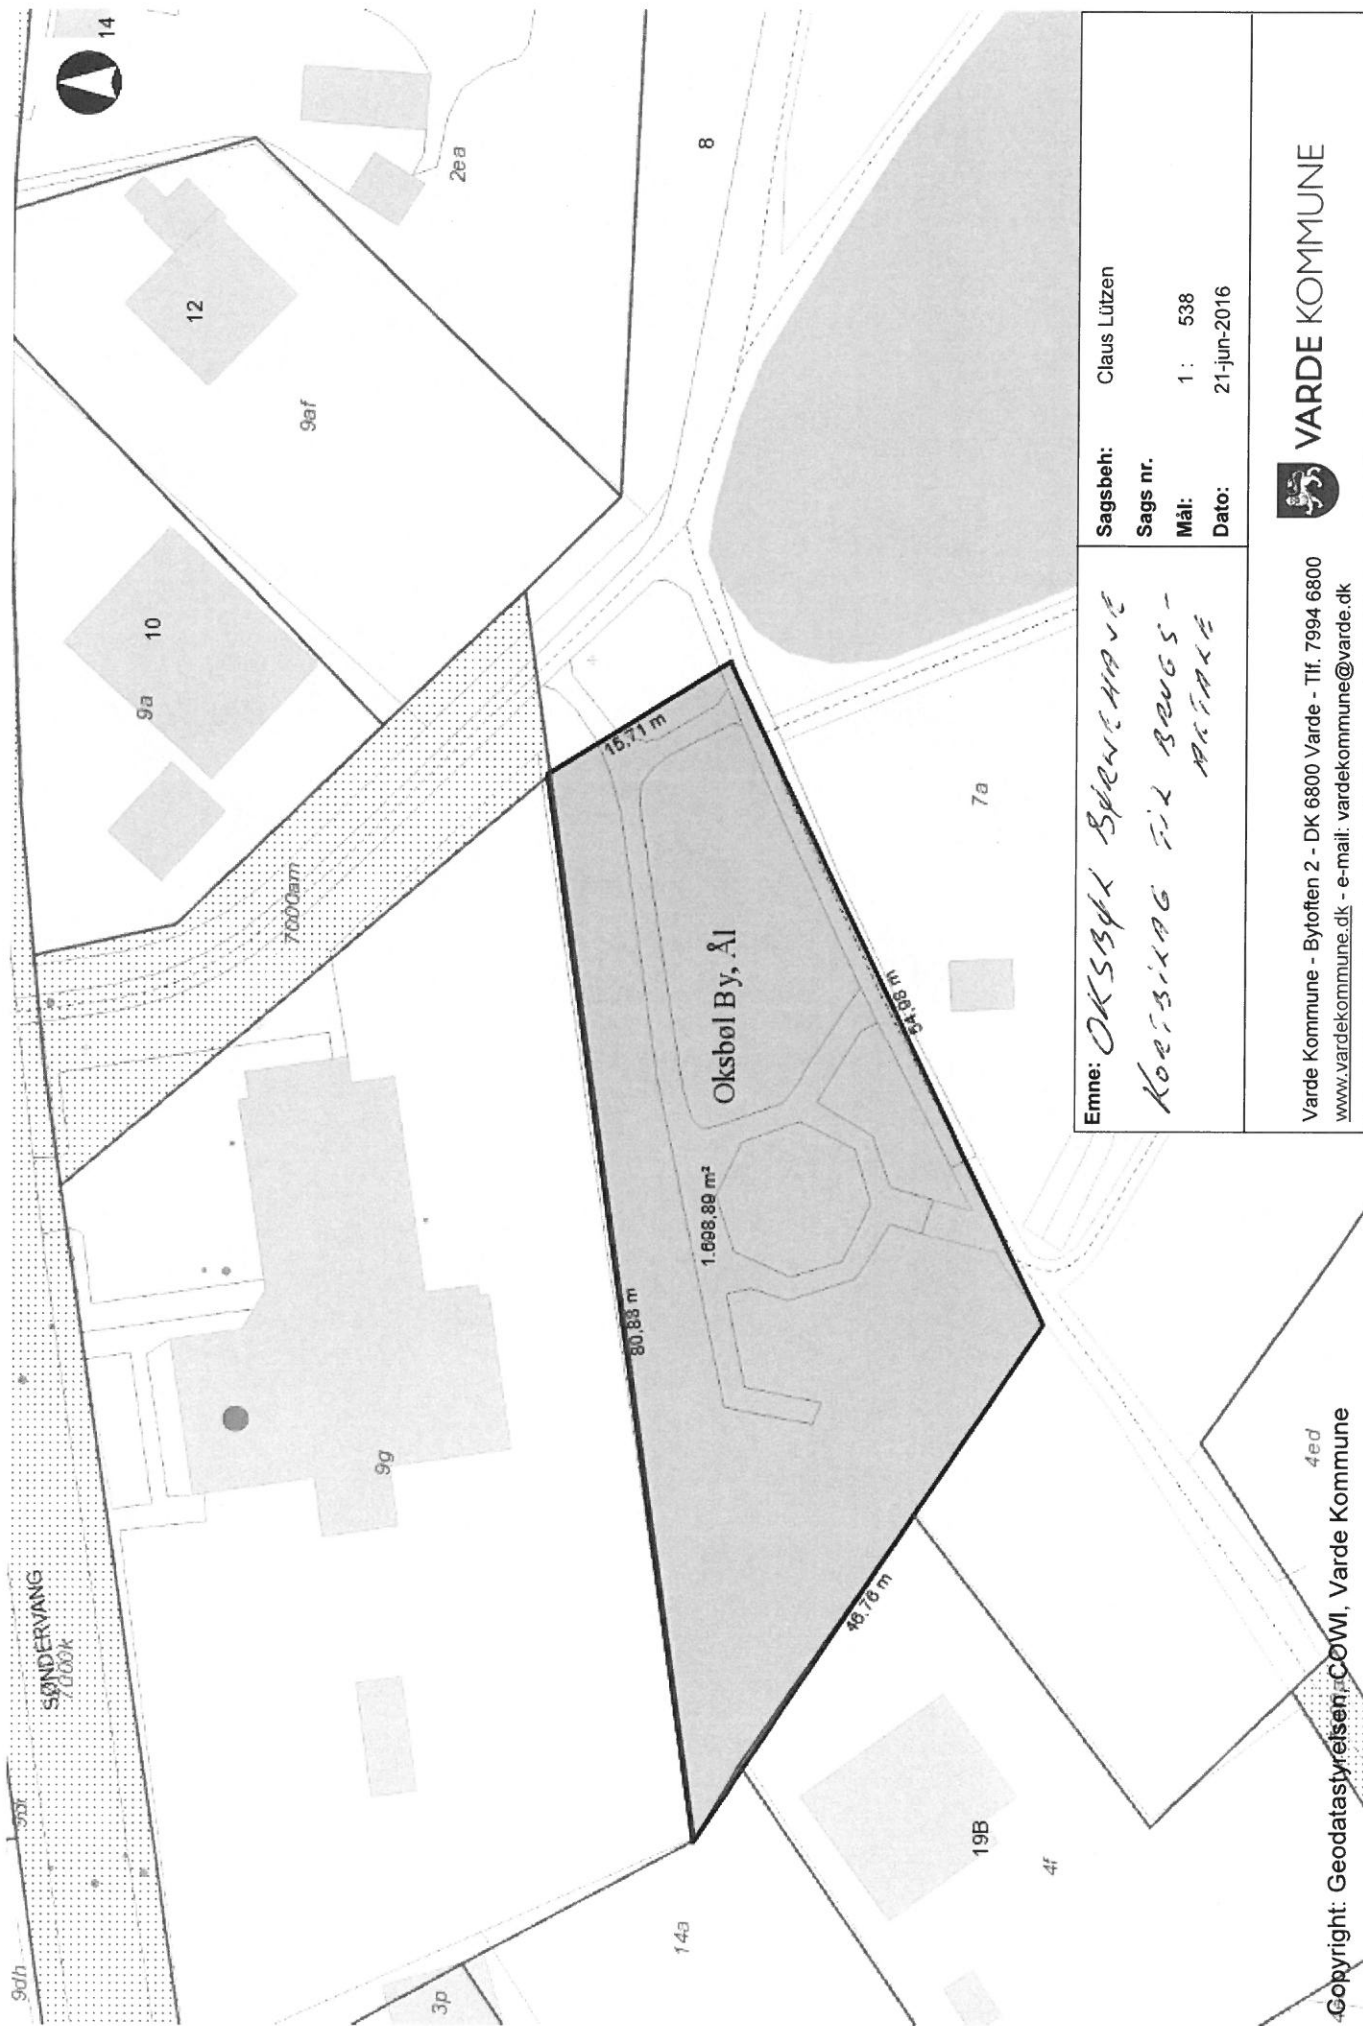 SØNDERVANG
7000k
9dh
14
12
9af
2ea
10
9a
8
7000am
9g
15,71 m
80,88 m
Oksbøl By, Ål
1.698,89 m²
54,98 m
46,76 m
7a
3p
14a
19B
4f
4ed
Emne: OKSBØL BØRNEHAVE
KORTBILAG TIL BRUGS-
AFTALE
Sagsbeh: Claus Lützen
Sags nr.
Mål: 1 : 538
Dato: 21-jun-2016
Varde Kommune - Bytoften 2 - DK 6800 Varde - Tlf. 7994 6800
www.vardekommune.dk - e-mail: vardekommune@varde.dk
VARDE KOMMUNE
Copyright: Geodatastyrelsen, COWI, Varde Kommune